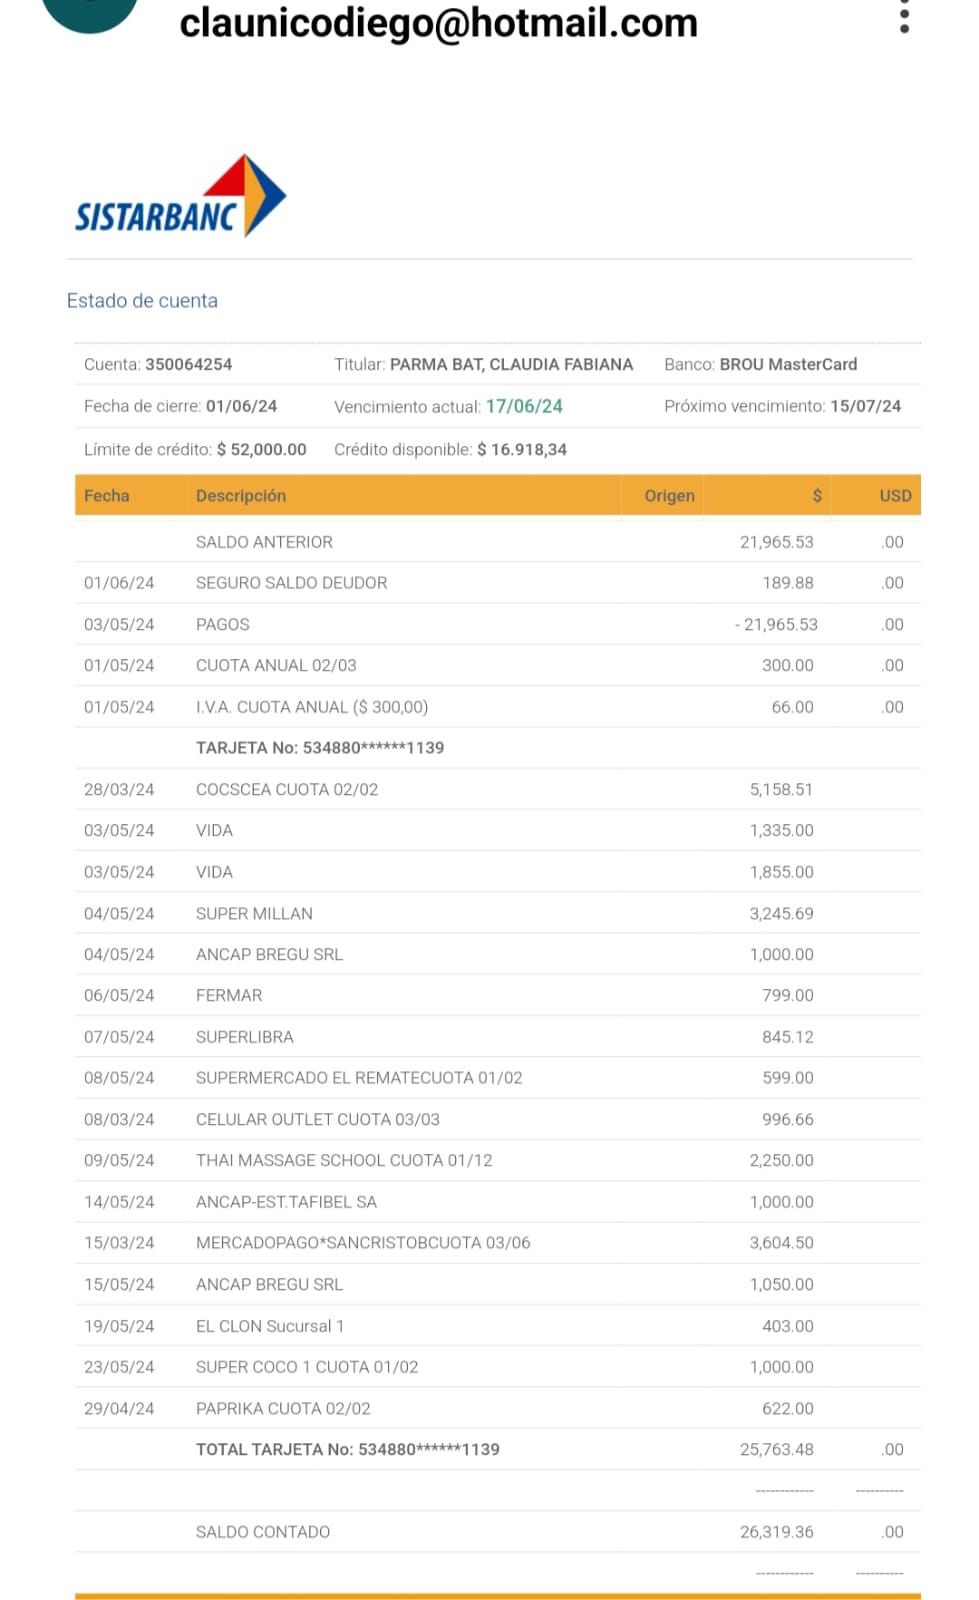 claunicodiego@hotmail.com
SISTARBANC
Estado de cuenta
Cuenta: 350064254 Titular: PARMA BAT, CLAUDIA FABIANA Banco: BROU MasterCard
Fecha de cierre: 01/06/24 Vencimiento actual: 17/06/24 Próximo vencimiento: 15/07/24
Límite de crédito: $ 52,000.00 Crédito disponible: $ 16.918,34
Fecha Descripción Origen $ USD
SALDO ANTERIOR 21,965.53 .00
01/06/24 SEGURO SALDO DEUDOR 189.88 .00
03/05/24 PAGOS - 21,965.53 .00
01/05/24 CUOTA ANUAL 02/03 300.00 .00
01/05/24 I.V.A. CUOTA ANUAL ($ 300,00) 66.00 .00
TARJETA No: 534880******1139
28/03/24 COCSCEA CUOTA 02/02 5,158.51
03/05/24 VIDA 1,335.00
03/05/24 VIDA 1,855.00
04/05/24 SUPER MILLAN 3,245.69
04/05/24 ANCAP BREGU SRL 1,000.00
06/05/24 FERMAR 799.00
07/05/24 SUPERLIBRA 845.12
08/05/24 SUPERMERCADO EL REMATECUOTA 01/02 599.00
08/03/24 CELULAR OUTLET CUOTA 03/03 996.66
09/05/24 THAI MASSAGE SCHOOL CUOTA 01/12 2,250.00
14/05/24 ANCAP-EST.TAFIBEL SA 1,000.00
15/03/24 MERCADOPAGO*SANCRISTOBCUOTA 03/06 3,604.50
15/05/24 ANCAP BREGU SRL 1,050.00
19/05/24 EL CLON Sucursal 1 403.00
23/05/24 SUPER COCO 1 CUOTA 01/02 1,000.00
29/04/24 PAPRIKA CUOTA 02/02 622.00
TOTAL TARJETA No: 534880******1139 25,763.48 .00
------------ ----------
SALDO CONTADO 26,319.36 .00
------------ ----------